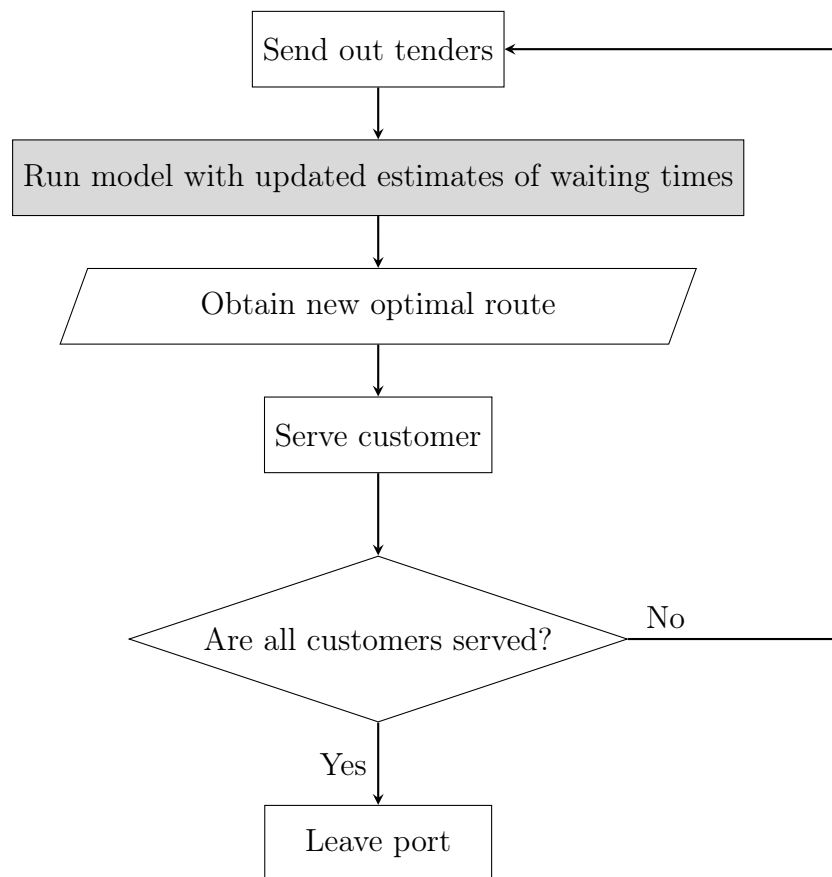 Send out tenders
Run model with updated estimates of waiting times
Obtain new optimal route
Serve customer
Are all customers served?
No
Yes
Leave port